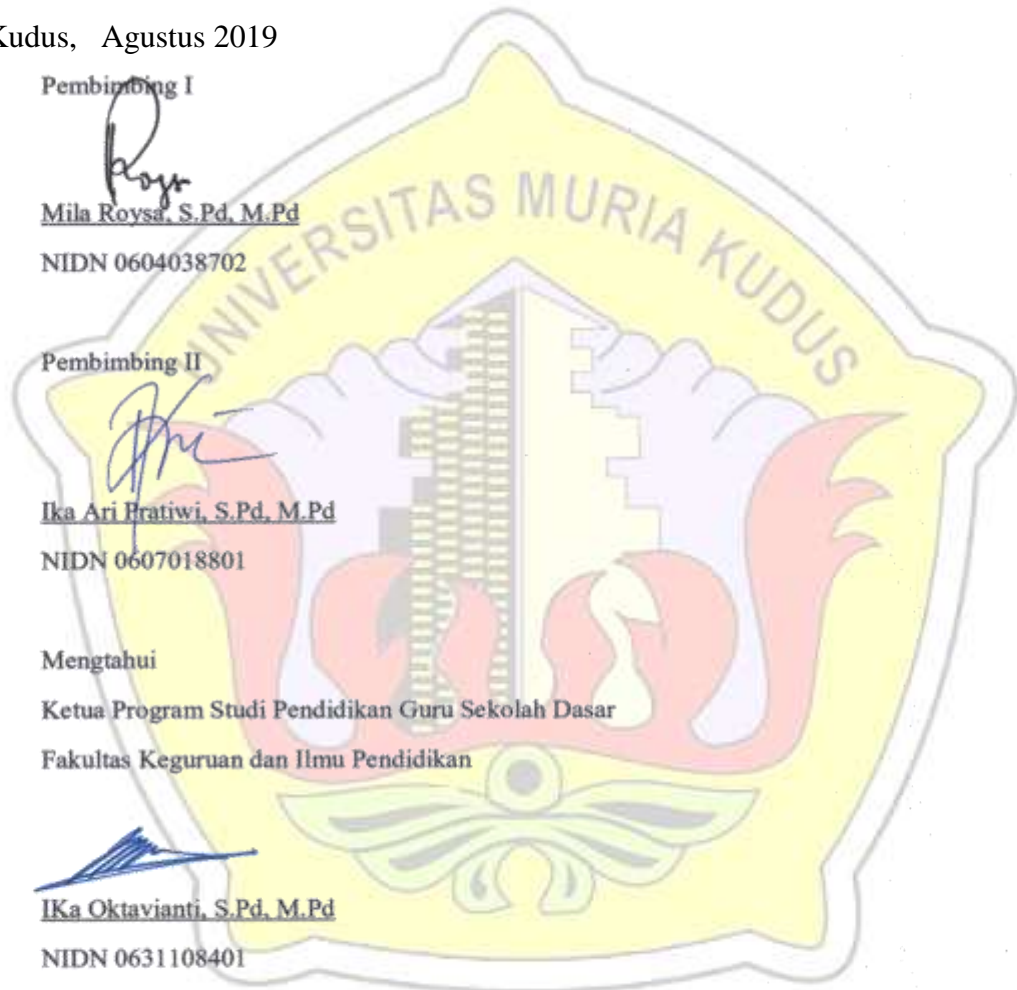 Kudus, Agustus 2019
Pembimbing I
Mila Roysa, S.Pd, M.Pd
NIDN 0604038702
UNIVERSITAS MURIA KUDUS
Pembimbing II
Ika Ari Pratiwi, S.Pd, M.Pd
NIDN 0607018801
Mengtahui
Ketua Program Studi Pendidikan Guru Sekolah Dasar
Fakultas Keguruan dan Ilmu Pendidikan
IKa Oktavianti, S.Pd, M.Pd
NIDN 0631108401